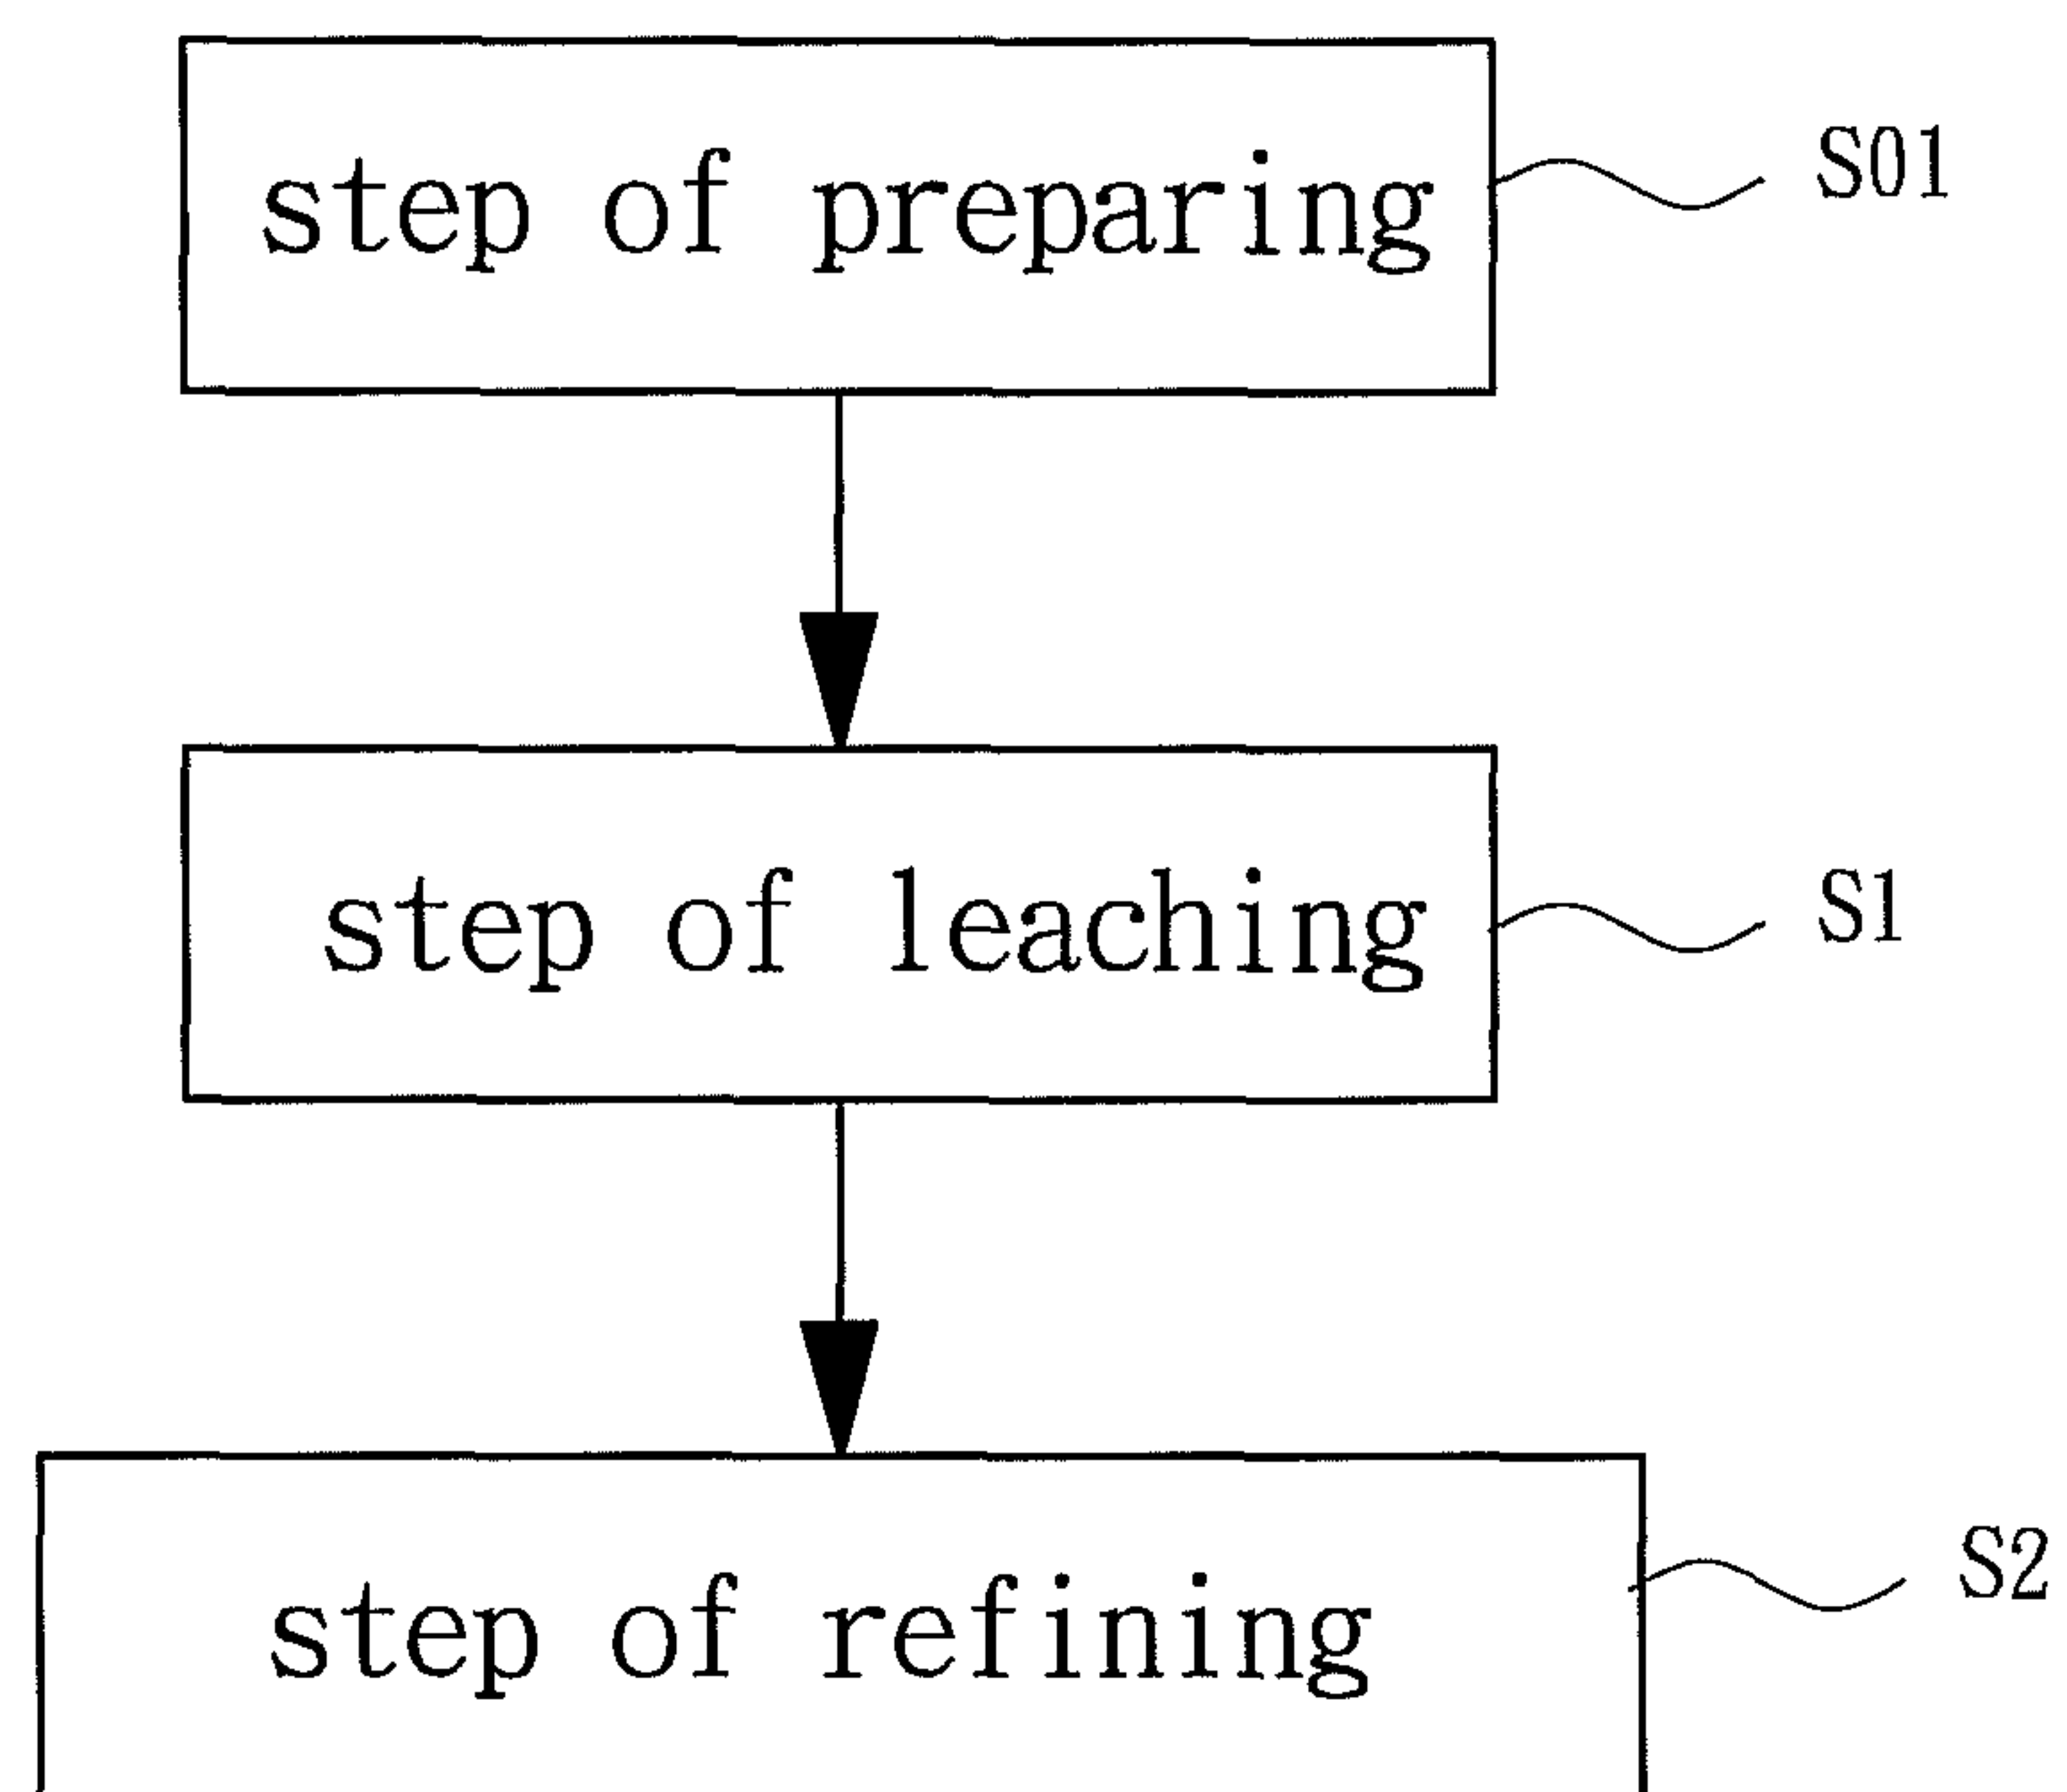 step of preparing
S01
step of leaching
S1
step of refining
S2